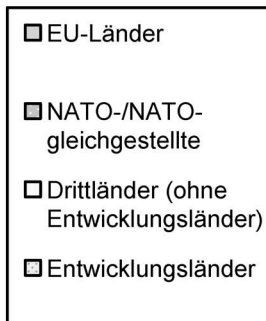 EU-Länder
NATO-/NATO-
gleichgestellte
Drittländer (ohne
Entwicklungsländer)
Entwicklungsländer